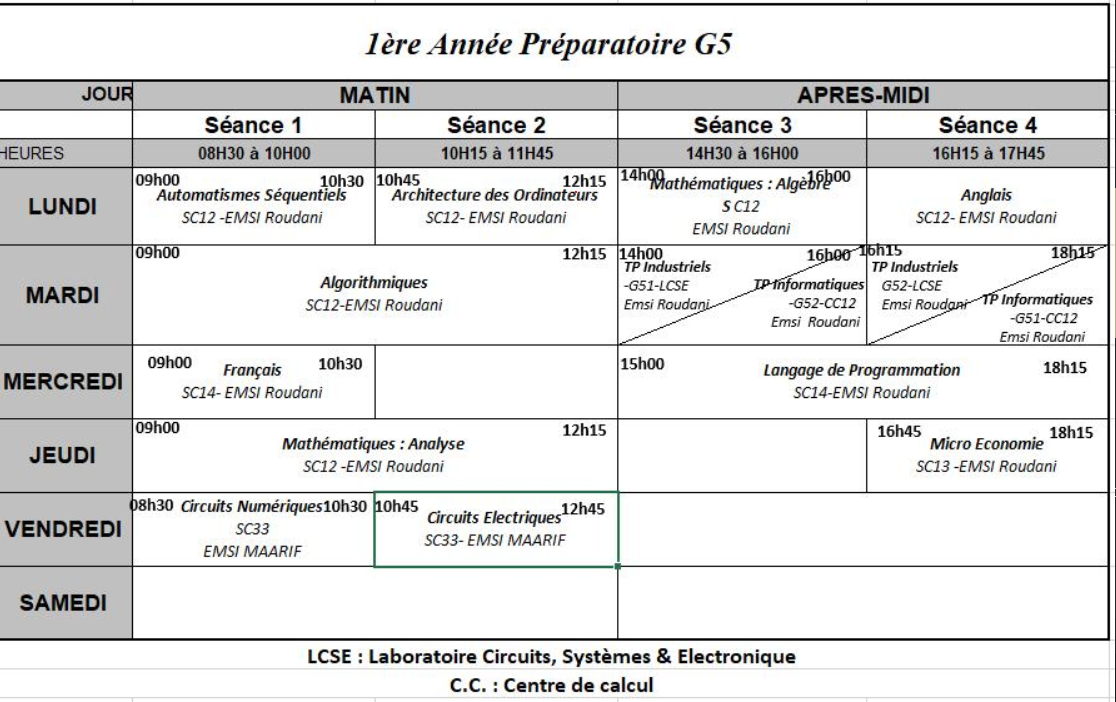 1ère Année Préparatoire G5
JOUR MATIN APRES-MIDI
Séance 1 Séance 2 Séance 3 Séance 4
HEURES 08H30 à 10H00 10H15 à 11H45 14H30 à 16H00 16H15 à 17H45
LUNDI
09h00 10h30
Automatismes Séquentiels
SC12 -EMSI Roudani
10h45 12h15
Architecture des Ordinateurs
SC12- EMSI Roudani
14h00 16h00
Mathématiques : Algèbre
S C12
EMSI Roudani
Anglais
SC12- EMSI Roudani
MARDI
09h00 12h15
Algorithmiques
SC12-EMSI Roudani
14h00 16h00
TP Industriels
-G51-LCSE
Emsi Roudani
TP Informatiques
-G52-CC12
Emsi Roudani
16h15 18h15
TP Industriels
G52-LCSE
Emsi Roudani
TP Informatiques
-G51-CC12
Emsi Roudani
MERCREDI
09h00 10h30
Français
SC14- EMSI Roudani
15h00 18h15
Langage de Programmation
SC14-EMSI Roudani
JEUDI
09h00 12h15
Mathématiques : Analyse
SC12 -EMSI Roudani
16h45 18h15
Micro Economie
SC13 -EMSI Roudani
VENDREDI
08h30 Circuits Numériques 10h30
SC33
EMSI MAARIF
10h45 12h45
Circuits Electriques
SC33- EMSI MAARIF
SAMEDI
LCSE : Laboratoire Circuits, Systèmes & Electronique
C.C. : Centre de calcul